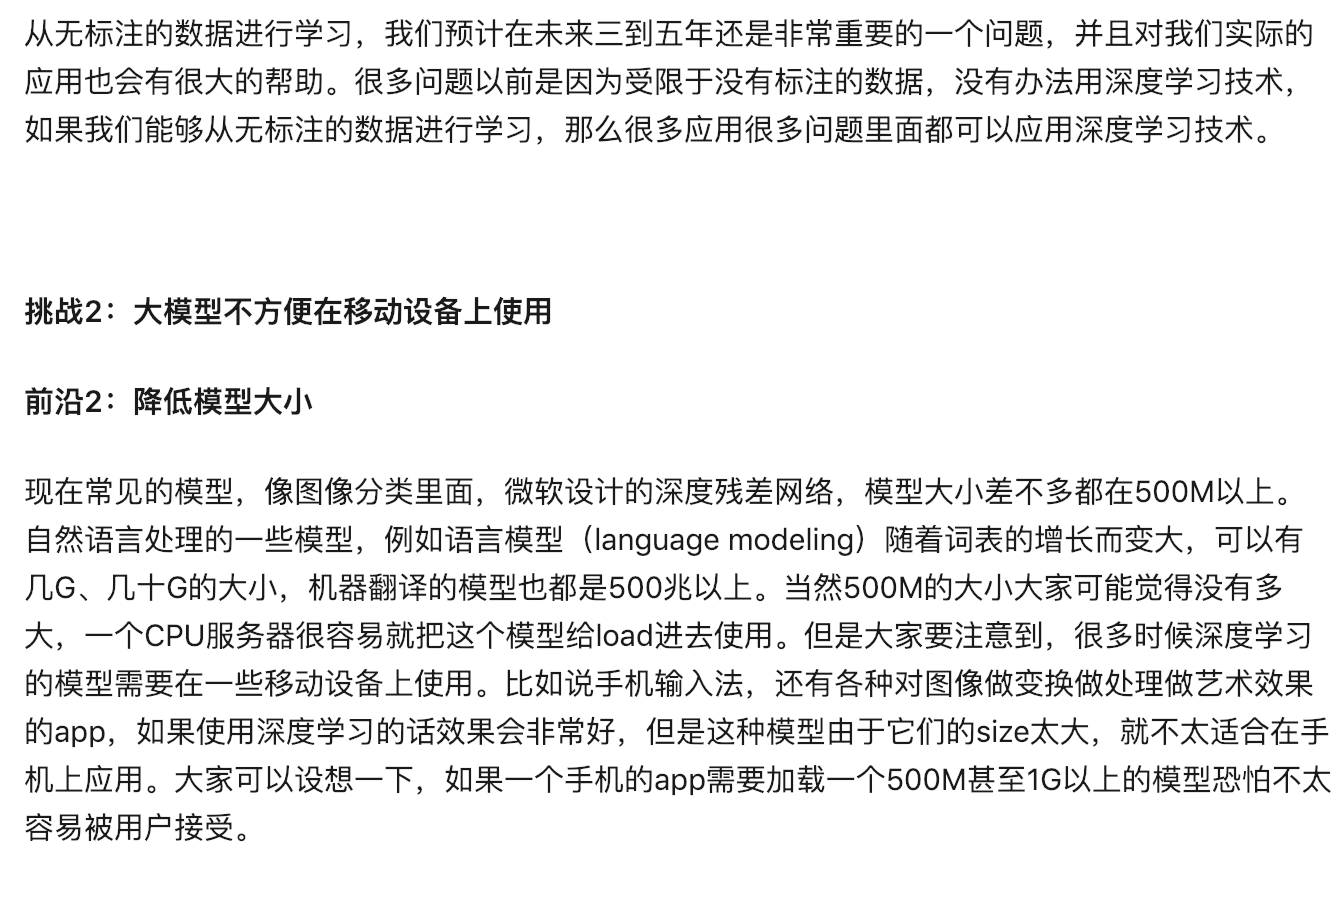 从无标注的数据进行学习，我们预计在未来三到五年还是非常重要的一个问题，并且对我们实际的
应用也会有很大的帮助。很多问题以前是因为受限于没有标注的数据，没有办法用深度学习技术，
如果我们能够从无标注的数据进行学习，那么很多应用很多问题里面都可以应用深度学习技术。
挑战2：大模型不方便在移动设备上使用
前沿2：降低模型大小
现在常见的模型，像图像分类里面，微软设计的深度残差网络，模型大小差不多都在500M以上。
自然语言处理的一些模型，例如语言模型（language modeling）随着词表的增长而变大，可以有
几G、几十G的大小，机器翻译的模型也都是500兆以上。当然500M的大小大家可能觉得没有多
大，一个CPU服务器很容易就把这个模型给load进去使用。但是大家要注意到，很多时候深度学习
的模型需要在一些移动设备上使用。比如说手机输入法，还有各种对图像做变换做处理做艺术效果
的app，如果使用深度学习的话效果会非常好，但是这种模型由于它们的size太大，就不太适合在手
机上应用。大家可以设想一下，如果一个手机的app需要加载一个500M甚至1G以上的模型恐怕不太
容易被用户接受。